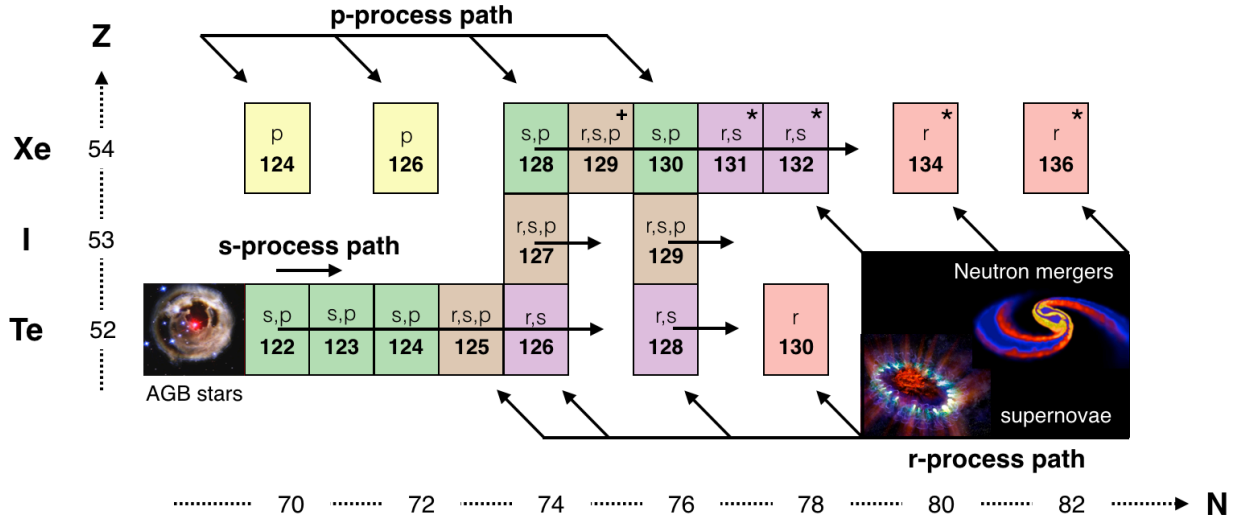 p-process path
Z
Xe
54
p
124
p
126
s,p
128
+
r,s,p
129
s,p
130
*
r,s
131
*
r,s
132
*
r
134
*
r
136
I
53
s-process path
r,s,p
127
r,s,p
129
Neutron mergers
Te
52
s,p
122
s,p
123
s,p
124
r,s,p
125
r,s
126
r,s
128
r
130
AGB stars
supernovae
r-process path
70 72 74 76 78 80 82 N